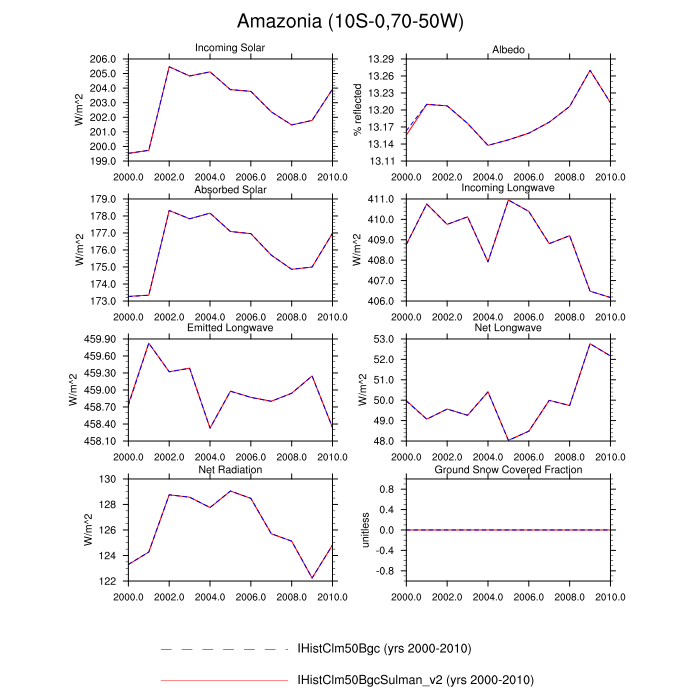 Amazonia (10S-0,70-50W)
Incoming Solar
W/m^2
206.0
205.0
204.0
203.0
202.0
201.0
200.0
199.0
2000.0 2002.0 2004.0 2006.0 2008.0 2010.0
Albedo
% reflected
13.29
13.26
13.23
13.20
13.17
13.14
13.11
2000.0 2002.0 2004.0 2006.0 2008.0 2010.0
Absorbed Solar
W/m^2
179.0
178.0
177.0
176.0
175.0
174.0
173.0
2000.0 2002.0 2004.0 2006.0 2008.0 2010.0
Incoming Longwave
W/m^2
411.0
410.0
409.0
408.0
407.0
406.0
2000.0 2002.0 2004.0 2006.0 2008.0 2010.0
Emitted Longwave
W/m^2
459.90
459.60
459.30
459.00
458.70
458.40
458.10
2000.0 2002.0 2004.0 2006.0 2008.0 2010.0
Net Longwave
W/m^2
53.0
52.0
51.0
50.0
49.0
48.0
2000.0 2002.0 2004.0 2006.0 2008.0 2010.0
Net Radiation
W/m^2
130
128
126
124
122
2000.0 2002.0 2004.0 2006.0 2008.0 2010.0
Ground Snow Covered Fraction
unitless
0.8
0.4
0.0
-0.4
-0.8
2000.0 2002.0 2004.0 2006.0 2008.0 2010.0
IHistClm50Bgc (yrs 2000-2010)
IHistClm50BgcSulman_v2 (yrs 2000-2010)